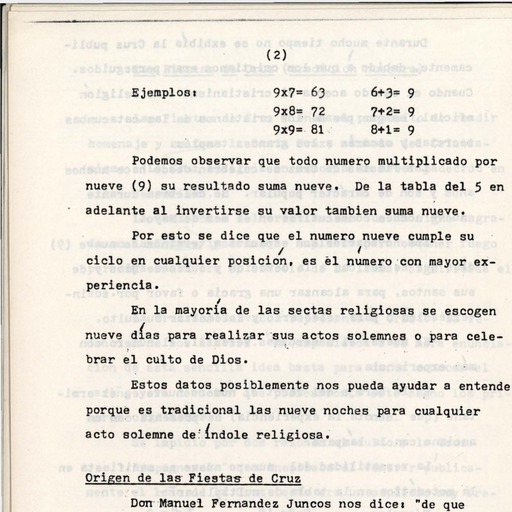 (2)
Ejemplos: 9x7= 63 6+3= 9
9x8= 72 7+2= 9
9x9= 81 8+1= 9
Podemos observar que todo numero multiplicado por
nueve (9) su resultado suma nueve. De la tabla del 5 en
adelante al invertirse su valor tambien suma nueve.
Por esto se dice que el numero nueve cumple su
ciclo en cualquier posición, es el numero con mayor ex-
periencia.
En la mayoría de las sectas religiosas se escogen
nueve días para realizar sus actos solemnes o para cele-
brar el culto de Dios.
Estos datos posiblemente nos pueda ayudar a entende
porque es tradicional las nueve noches para cualquier
acto solemne de índole religiosa.
Origen de las Fiestas de Cruz
Don Manuel Fernandez Juncos nos dice: "de que